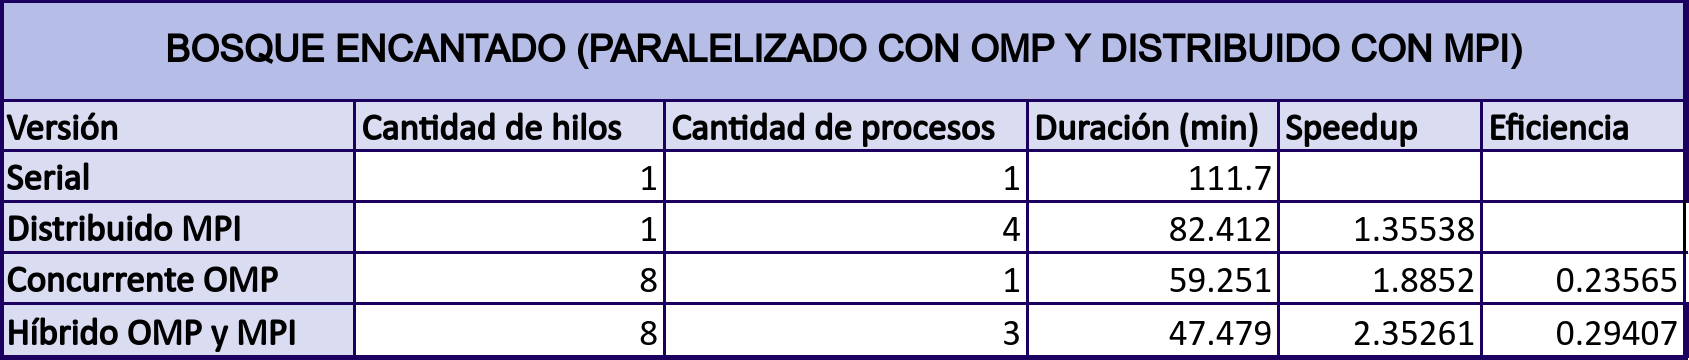 BOSQUE ENCANTADO (PARALELIZADO CON OMP Y DISTRIBUIDO CON MPI)
Versión Cantidad de hilos Cantidad de procesos Duración (min) Speedup Eficiencia
Serial 1 1 111.7
Distribuido MPI 1 4 82.412 1.35538
Concurrente OMP 8 1 59.251 1.8852 0.23565
Híbrido OMP y MPI 8 3 47.479 2.35261 0.29407